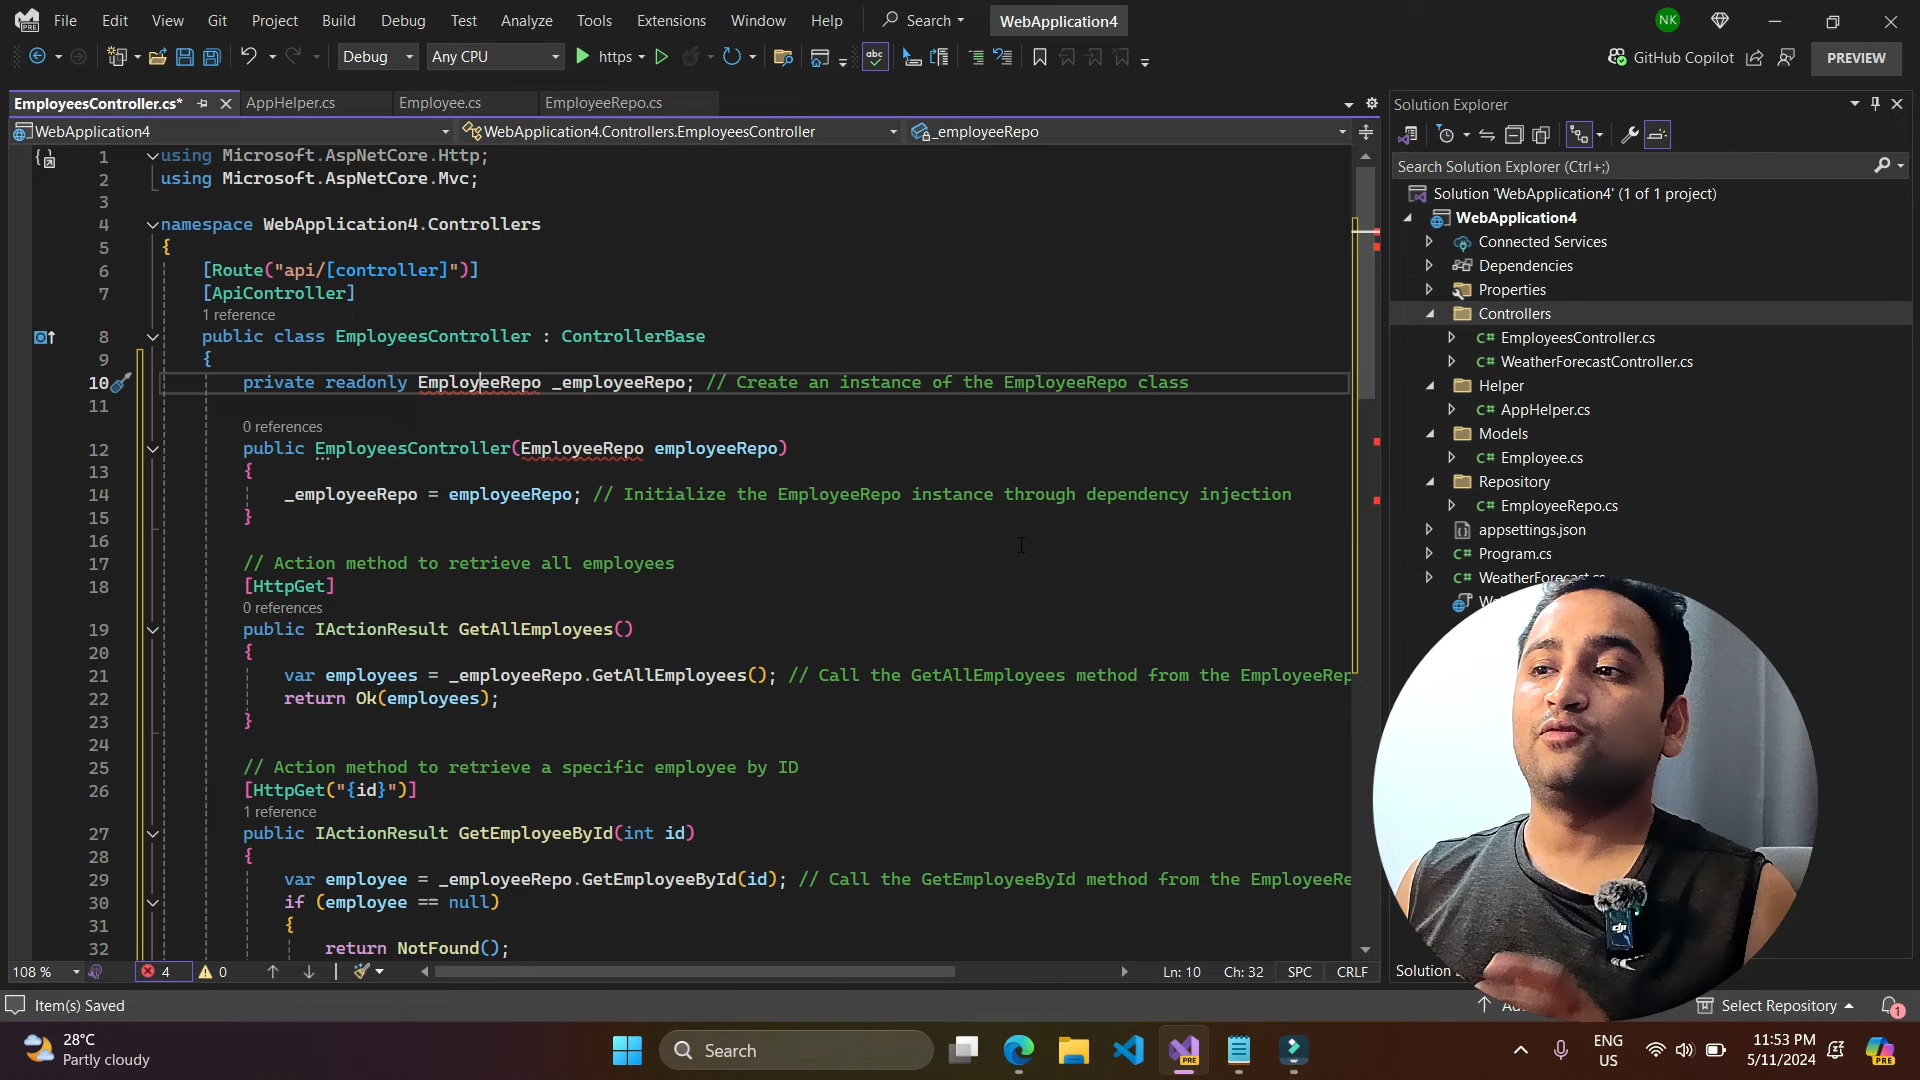 File Edit View Git Project Build Debug Test Analyze Tools Extensions Window Help Search WebApplication4 NK
Debug Any CPU https GitHub Copilot PREVIEW
EmployeesController.cs* AppHelper.cs Employee.cs EmployeeRepo.cs
WebApplication4 WebApplication4.Controllers.EmployeesController _employeeRepo
1 using Microsoft.AspNetCore.Http;
2 using Microsoft.AspNetCore.Mvc;
3
4 namespace WebApplication4.Controllers
5 {
6 [Route("api/[controller]")]
7 [ApiController]
1 reference
8 public class EmployeesController : ControllerBase
9 {
10 private readonly EmployeeRepo _employeeRepo; // Create an instance of the EmployeeRepo class
11
0 references
12 public EmployeesController(EmployeeRepo employeeRepo)
13 {
14 _employeeRepo = employeeRepo; // Initialize the EmployeeRepo instance through dependency injection
15 }
16
17 // Action method to retrieve all employees
18 [HttpGet]
0 references
19 public IActionResult GetAllEmployees()
20 {
21 var employees = _employeeRepo.GetAllEmployees(); // Call the GetAllEmployees method from the EmployeeRep
22 return Ok(employees);
23 }
24
25 // Action method to retrieve a specific employee by ID
26 [HttpGet("{id}")]
1 reference
27 public IActionResult GetEmployeeById(int id)
28 {
29 var employee = _employeeRepo.GetEmployeeById(id); // Call the GetEmployeeById method from the EmployeeRe
30 if (employee == null)
31 {
32 return NotFound();
108 % 4 0 Ln: 10 Ch: 32 SPC CRLF
Solution Explorer
Search Solution Explorer (Ctrl+;)
Solution 'WebApplication4' (1 of 1 project)
WebApplication4
Connected Services
Dependencies
Properties
Controllers
C# EmployeesController.cs
C# WeatherForecastController.cs
Helper
C# AppHelper.cs
Models
C# Employee.cs
Repository
C# EmployeeRepo.cs
appsettings.json
C# Program.cs
C# WeatherForecast.cs
Solution
dji
Item(s) Saved Select Repository 1
28°C
Partly cloudy
Search
PRE
ENG
US
11:53 PM
5/11/2024
PRE